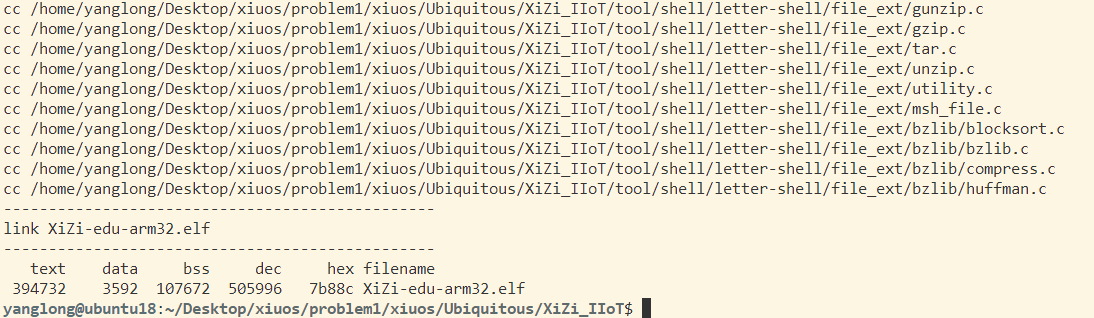 cc /home/yanglong/Desktop/xiuos/problem1/xiuos/Ubiquitous/XiZi_IIoT/tool/shell/letter-shell/file_ext/gunzip.c
cc /home/yanglong/Desktop/xiuos/problem1/xiuos/Ubiquitous/XiZi_IIoT/tool/shell/letter-shell/file_ext/gzip.c
cc /home/yanglong/Desktop/xiuos/problem1/xiuos/Ubiquitous/XiZi_IIoT/tool/shell/letter-shell/file_ext/tar.c
cc /home/yanglong/Desktop/xiuos/problem1/xiuos/Ubiquitous/XiZi_IIoT/tool/shell/letter-shell/file_ext/unzip.c
cc /home/yanglong/Desktop/xiuos/problem1/xiuos/Ubiquitous/XiZi_IIoT/tool/shell/letter-shell/file_ext/utility.c
cc /home/yanglong/Desktop/xiuos/problem1/xiuos/Ubiquitous/XiZi_IIoT/tool/shell/letter-shell/file_ext/msh_file.c
cc /home/yanglong/Desktop/xiuos/problem1/xiuos/Ubiquitous/XiZi_IIoT/tool/shell/letter-shell/file_ext/bzlib/blocksort.c
cc /home/yanglong/Desktop/xiuos/problem1/xiuos/Ubiquitous/XiZi_IIoT/tool/shell/letter-shell/file_ext/bzlib/bzlib.c
cc /home/yanglong/Desktop/xiuos/problem1/xiuos/Ubiquitous/XiZi_IIoT/tool/shell/letter-shell/file_ext/bzlib/compress.c
cc /home/yanglong/Desktop/xiuos/problem1/xiuos/Ubiquitous/XiZi_IIoT/tool/shell/letter-shell/file_ext/bzlib/huffman.c
-----------------------------------------------
link XiZi-edu-arm32.elf
-----------------------------------------------
   text    data     bss     dec     hex filename
 394732    3592  107672  505996   7b88c XiZi-edu-arm32.elf
yanglong@ubuntu18:~/Desktop/xiuos/problem1/xiuos/Ubiquitous/XiZi_IIoT$